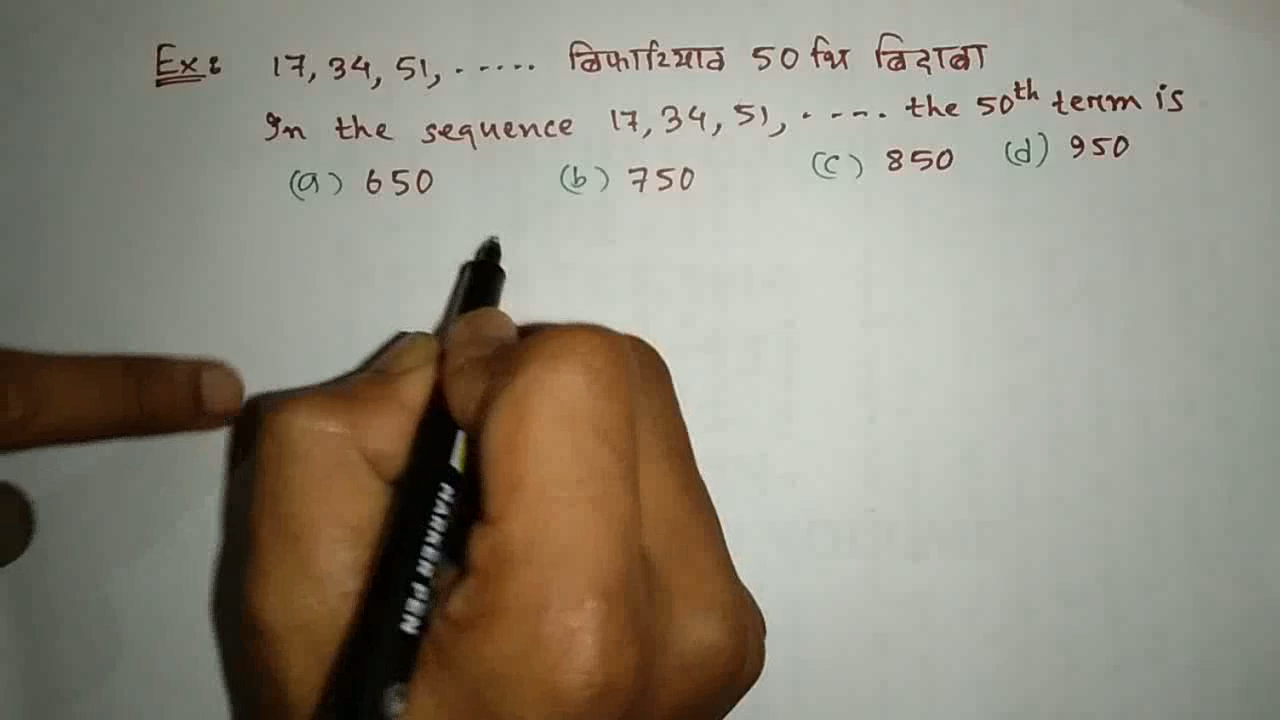 Ex: 17, 34, 51, ..... बिफारियाव 50 थि बिदाबा
In the sequence 17, 34, 51, ..... the 50th term is
(a) 650 (b) 750 (c) 850 (d) 950
MARKER PEN